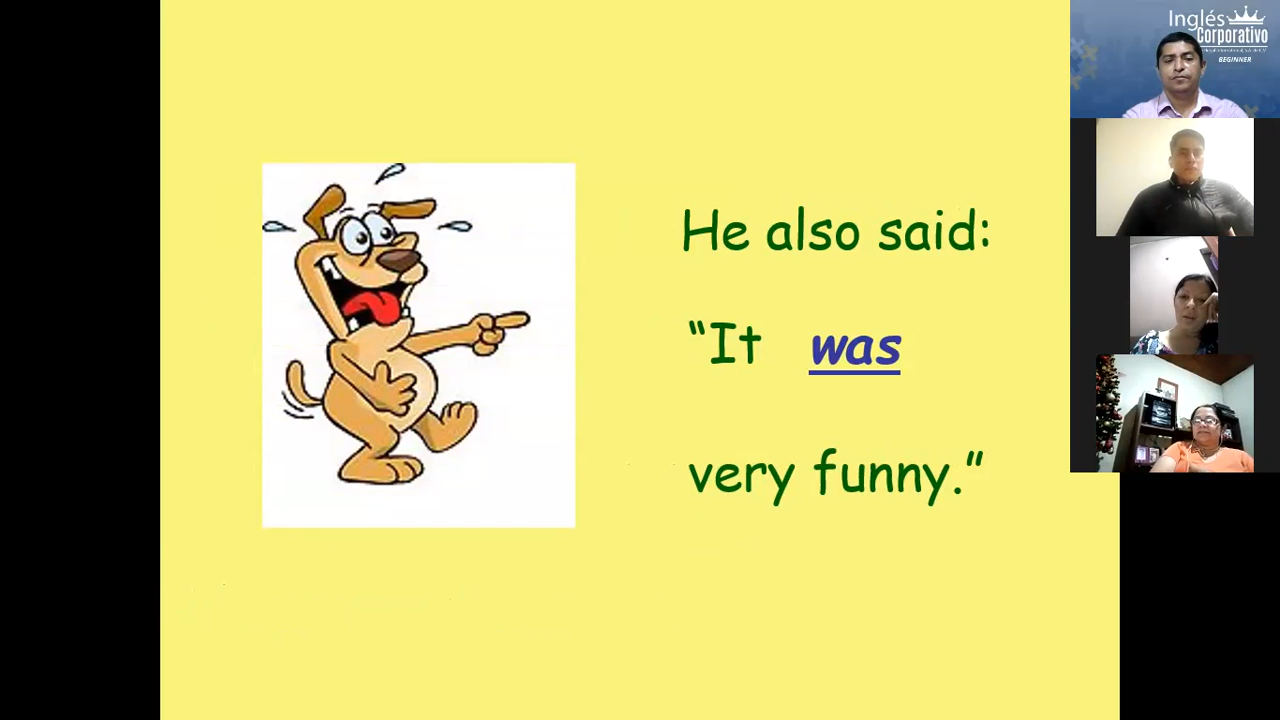 He also said:
“It was
very funny.”
Inglés
Corporativo
BEGINNER